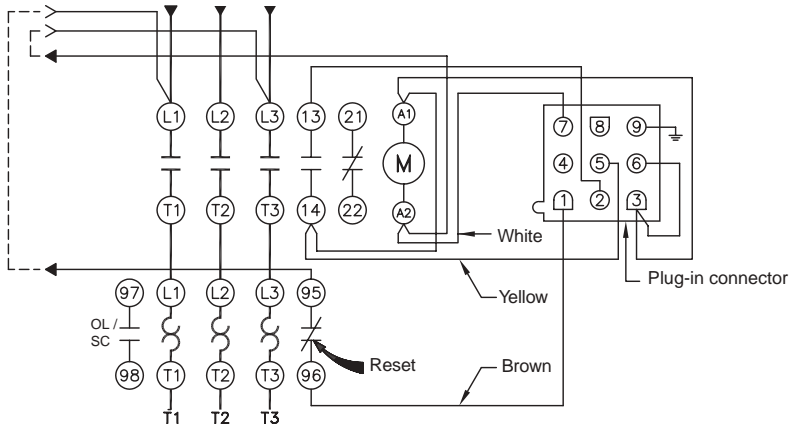 L1 L2 L3 13 21 A1 7 8 9
M 4 5 6
T1 T2 T3 14 22 A2 1 2 3
White
Plug-in connector
97 L1 L2 L3 95
Yellow
OL /
SC
Reset
Brown
98 T1 T2 T3 96
T1 T2 T3